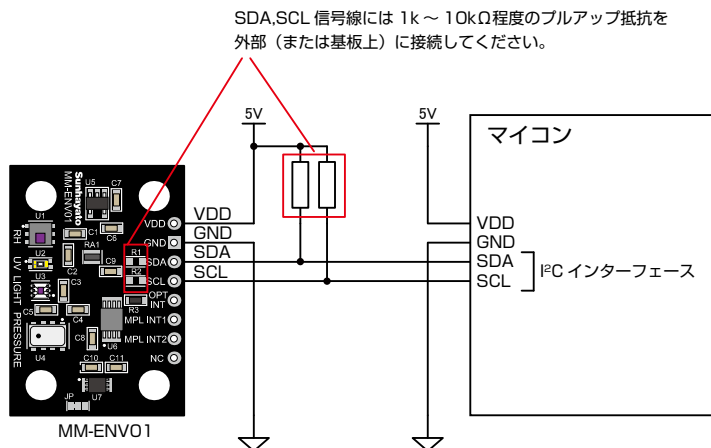 SDA,SCL 信号線には 1k ～ 10kΩ程度のプルアップ抵抗を
外部（または基板上）に接続してください。
5V
5V
マイコン
Sunhayato
MM-ENV01
U5
C7
U1
RH
C1
C6
VDD
VDD
VDD
RA1
GND
GND
GND
U2
UV
C2
C9
R1
SDA
SDA
SDA
I²C インターフェース
R2
SCL
SCL
SCL
U3
LIGHT
C3
OPT
INT
R3
C5
C4
MPL INT1
PRESSURE
C8
U6
MPL INT2
U4
NC
C10
C11
JP
U7
MM-ENV01